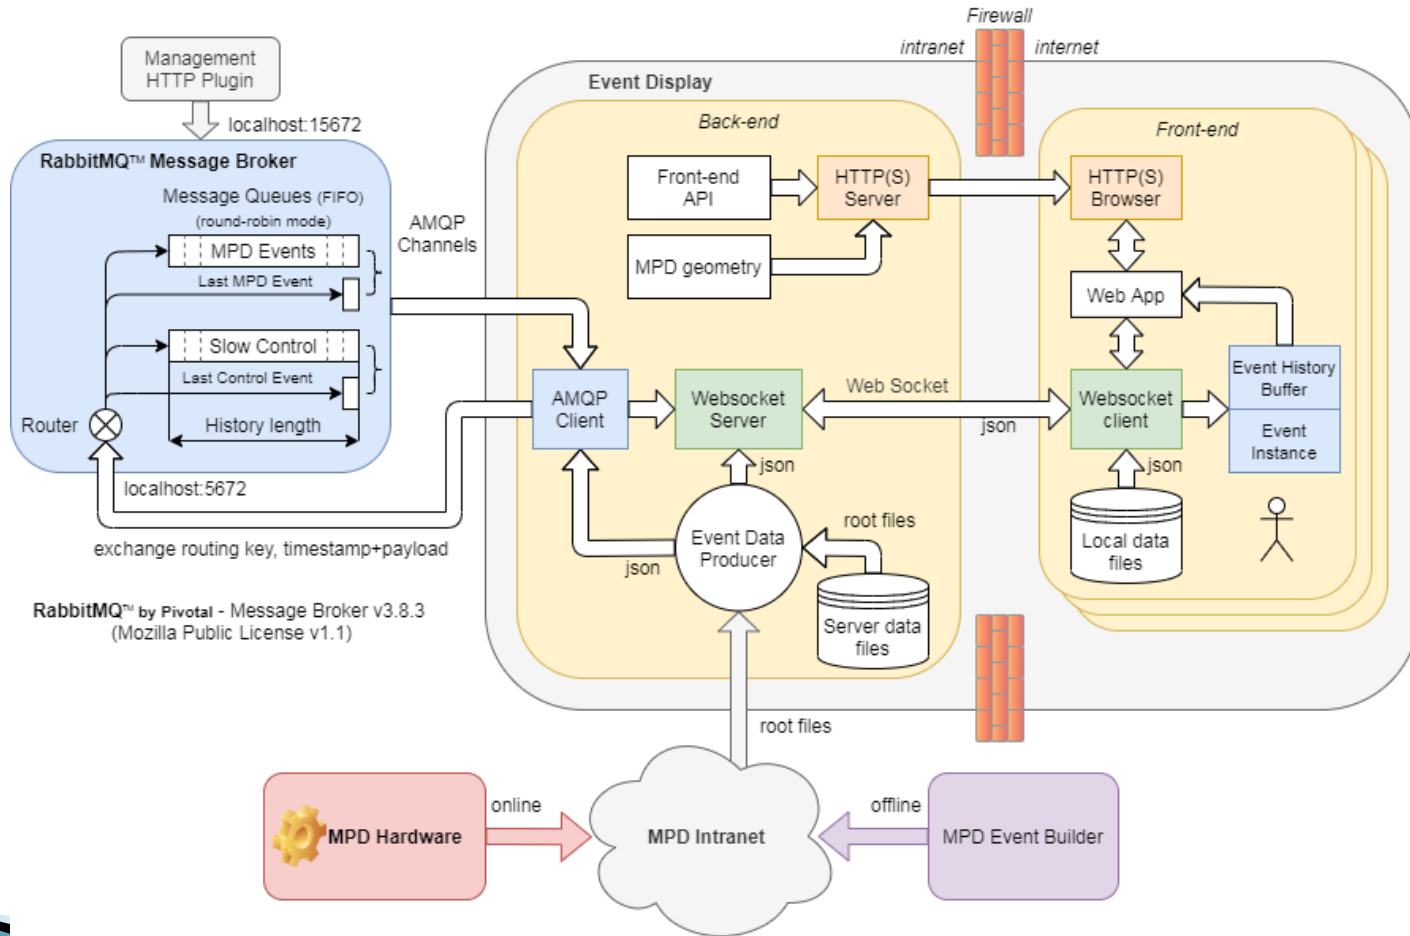 Firewall
intranet
internet
Management
HTTP Plugin
localhost:15672
Event Display
Back-end
Front-end
RabbitMQ™ Message Broker
Message Queues (FIFO)
(round-robin mode)
MPD Events
Last MPD Event
Slow Control
Last Control Event
Router
History length
AMQP
Channels
localhost:5672
exchange routing key, timestamp+payload
RabbitMQ™ by Pivotal - Message Broker v3.8.3
(Mozilla Public License v1.1)
Front-end
API
HTTP(S)
Server
MPD geometry
AMQP
Client
Websocket
Server
Web Socket
json
json
Event Data
Producer
json
root files
Server data
files
HTTP(S)
Browser
Web App
Websocket
client
Event History
Buffer
Event
Instance
json
Local data
files
root files
MPD Hardware
online
MPD Intranet
offline
MPD Event Builder